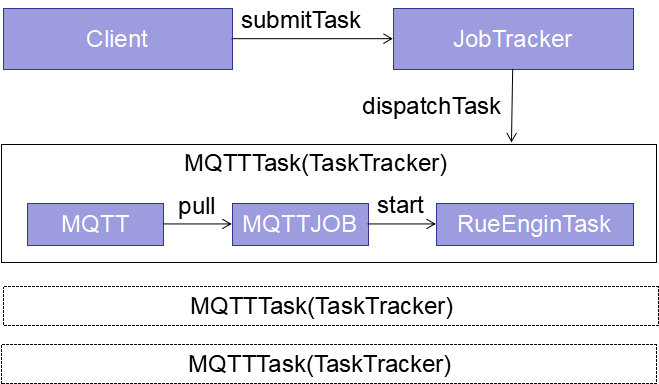 Client
submitTask
JobTracker
dispatchTask
MQTTTask(TaskTracker)
MQTT
pull
MQTTJOB
start
RueEnginTask
MQTTTask(TaskTracker)
MQTTTask(TaskTracker)